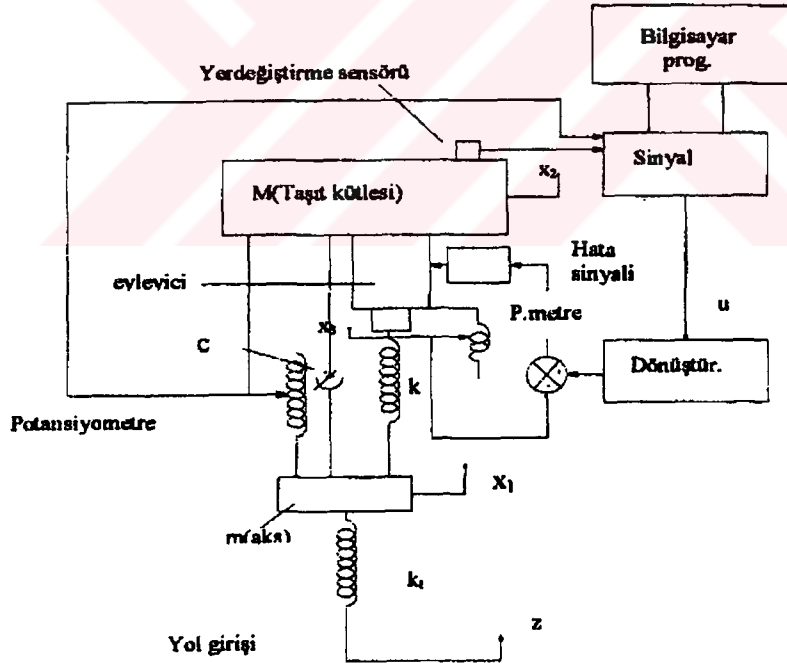 Bilgisayar
prog.
Yerdeğiştirme sensörü
Sinyal
x₂
M(Taşıt kütlesi)
Hata
sinyali
eyleyici
P.metre
u
x₃
C
k
Dönüştür.
Potansiyometre
x₁
m(aks)
kₜ
z
Yol girişi